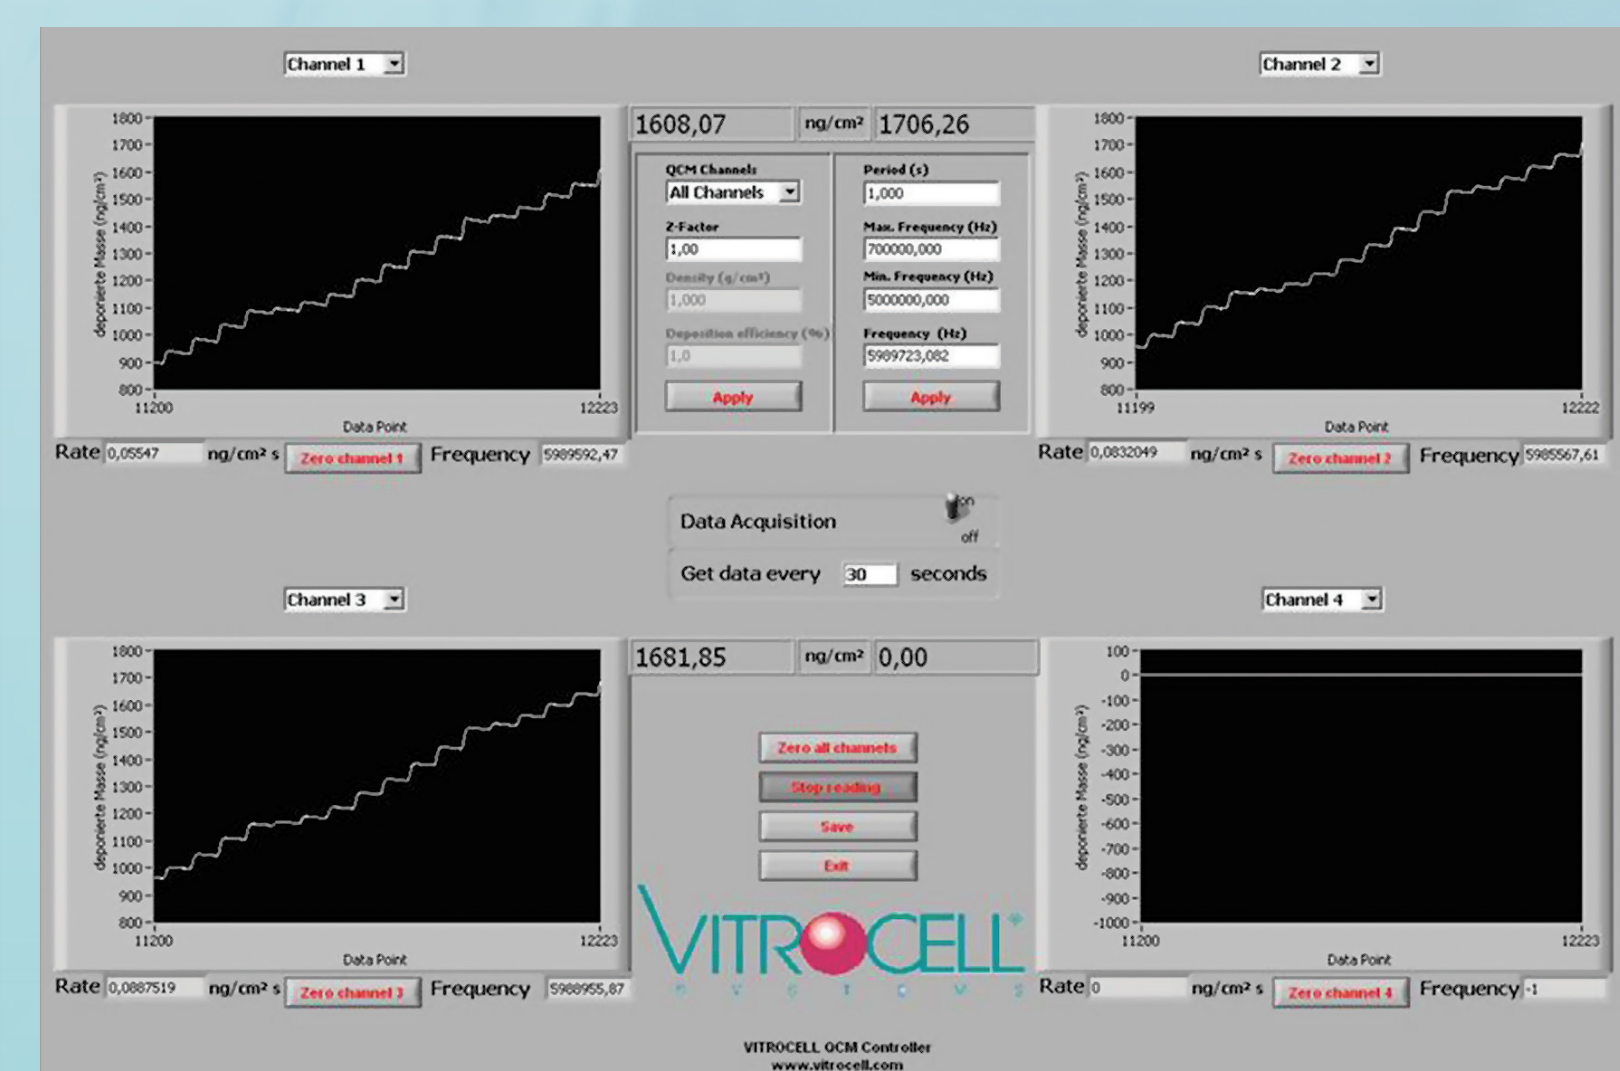 Channel 1
Channel 2
1608,07 ng/cm² 1706,26
deponierte Masse (ng/cm²)
1800
1700
1600
1500
1400
1300
1200
1100
1000
900
800
11200 12223
Data Point
Rate 0,05547 ng/cm² s Zero channel 1 Frequency 5989592,47
QCM Channels
All Channels
Z-Factor
1,00
Density (g/cm³)
1,000
Deposition efficiency (%)
1,0
Apply
Period (s)
1,000
Max. Frequency (Hz)
700000,000
Min. Frequency (Hz)
5000000,000
Frequency (Hz)
5989723,082
Apply
deponierte Masse (ng/cm²)
1800
1700
1600
1500
1400
1300
1200
1100
1000
900
800
11199 12222
Data Point
Rate 0,0832049 ng/cm² s Zero channel 2 Frequency 5985567,61
Data Acquisition
on
off
Get data every 30 seconds
Channel 3
Channel 4
1681,85 ng/cm² 0,00
deponierte Masse (ng/cm²)
1800
1700
1600
1500
1400
1300
1200
1100
1000
900
800
11200 12223
Data Point
Rate 0,0887519 ng/cm² s Zero channel 3 Frequency 5988955,87
Zero all channels
Stop reading
Save
Exit
VITROCELL®
SYSTEMS
deponierte Masse (ng/cm²)
100
0
-100
-200
-300
-400
-500
-600
-700
-800
-900
-1000
11200 12223
Data Point
Rate 0 ng/cm² s Zero channel 4 Frequency -1
VITROCELL QCM Controller
www.vitrocell.com